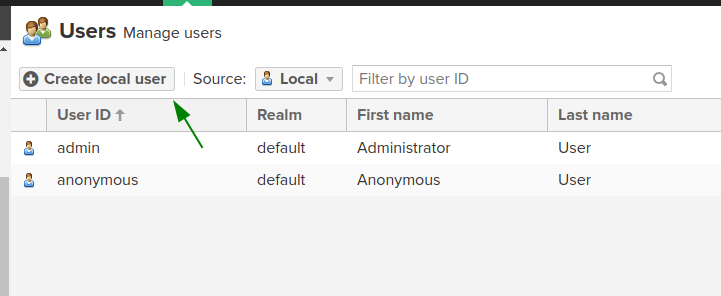 Users Manage users
Create local user Source: Local Filter by user ID
User ID Realm First name Last name
admin default Administrator User
anonymous default Anonymous User